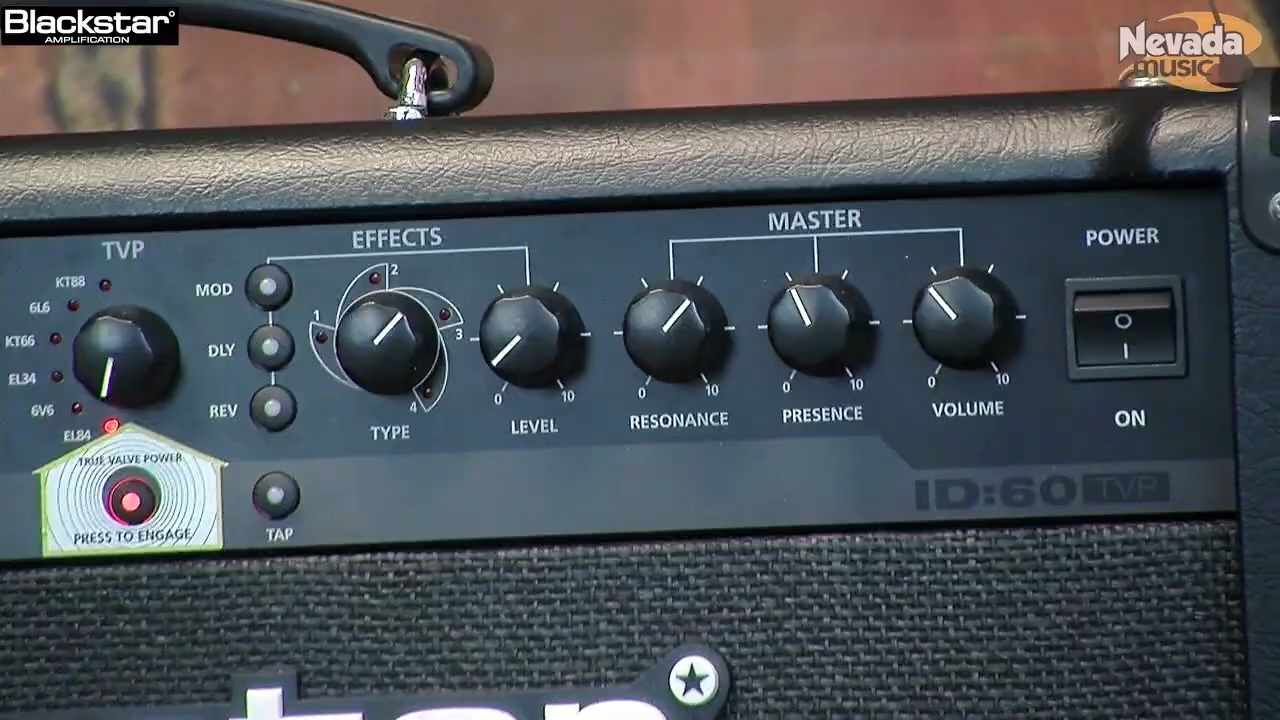 Blackstar
AMPLIFICATION
Nevada
music
TVP
KT88
6L6
KT66
EL34
6V6
EL84
TRUE VALVE POWER
PRESS TO ENGAGE
EFFECTS
MOD
DLY
REV
TAP
1
2
3
4
TYPE
0 10
LEVEL
MASTER
0 10
RESONANCE
0 10
PRESENCE
0 10
VOLUME
POWER
O
I
ON
ID:60 TVP